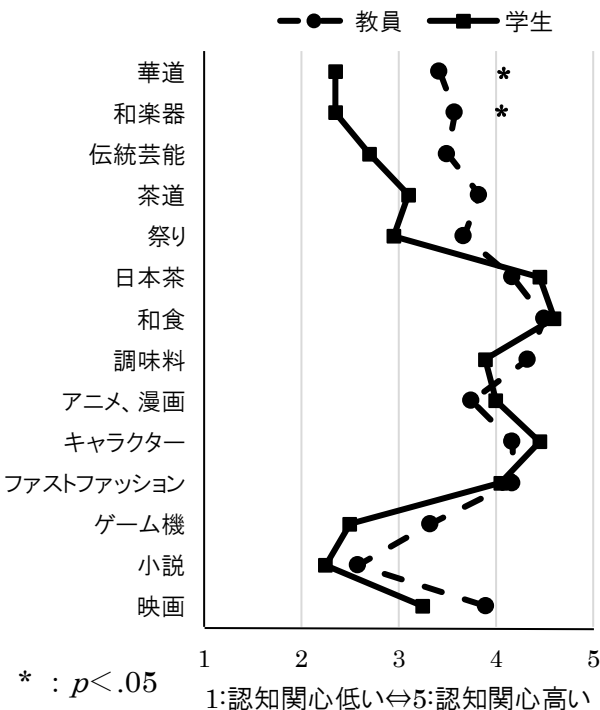 教員 学生
華道 *
和楽器 *
伝統芸能
茶道
祭り
日本茶
和食
調味料
アニメ、漫画
キャラクター
ファストファッション
ゲーム機
小説
映画
1 2 3 4 5
* : p<.05
1:認知関心低い⇔5:認知関心高い